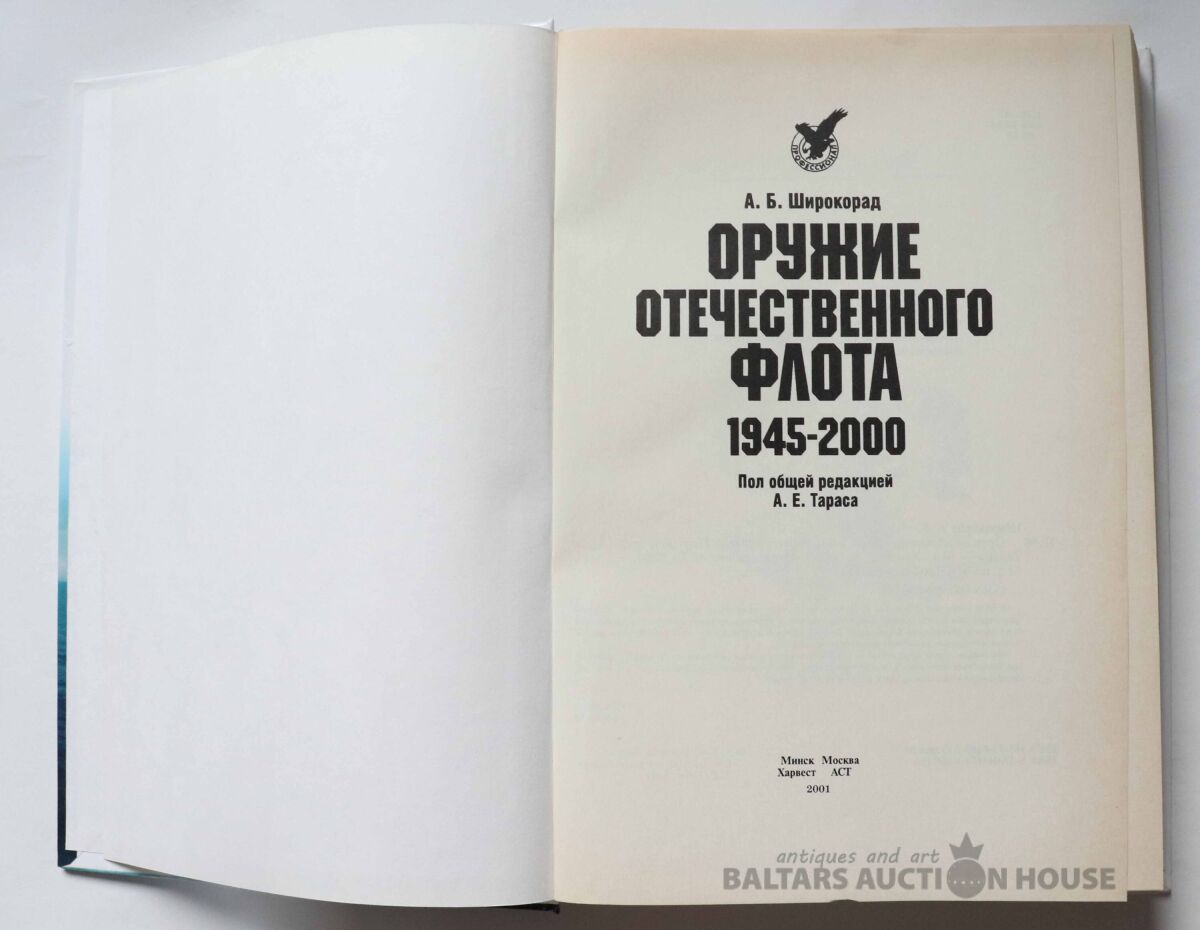 ПРОФЕССИОНАЛ
А. Б. Широкорад
ОРУЖИЕ
ОТЕЧЕСТВЕННОГО
ФЛОТА
1945-2000
Пол общей редакцией
А. Е. Тараса
Минск Москва
Харвест АСТ
2001
antiques and art
BALTARS AUCTION HOUSE